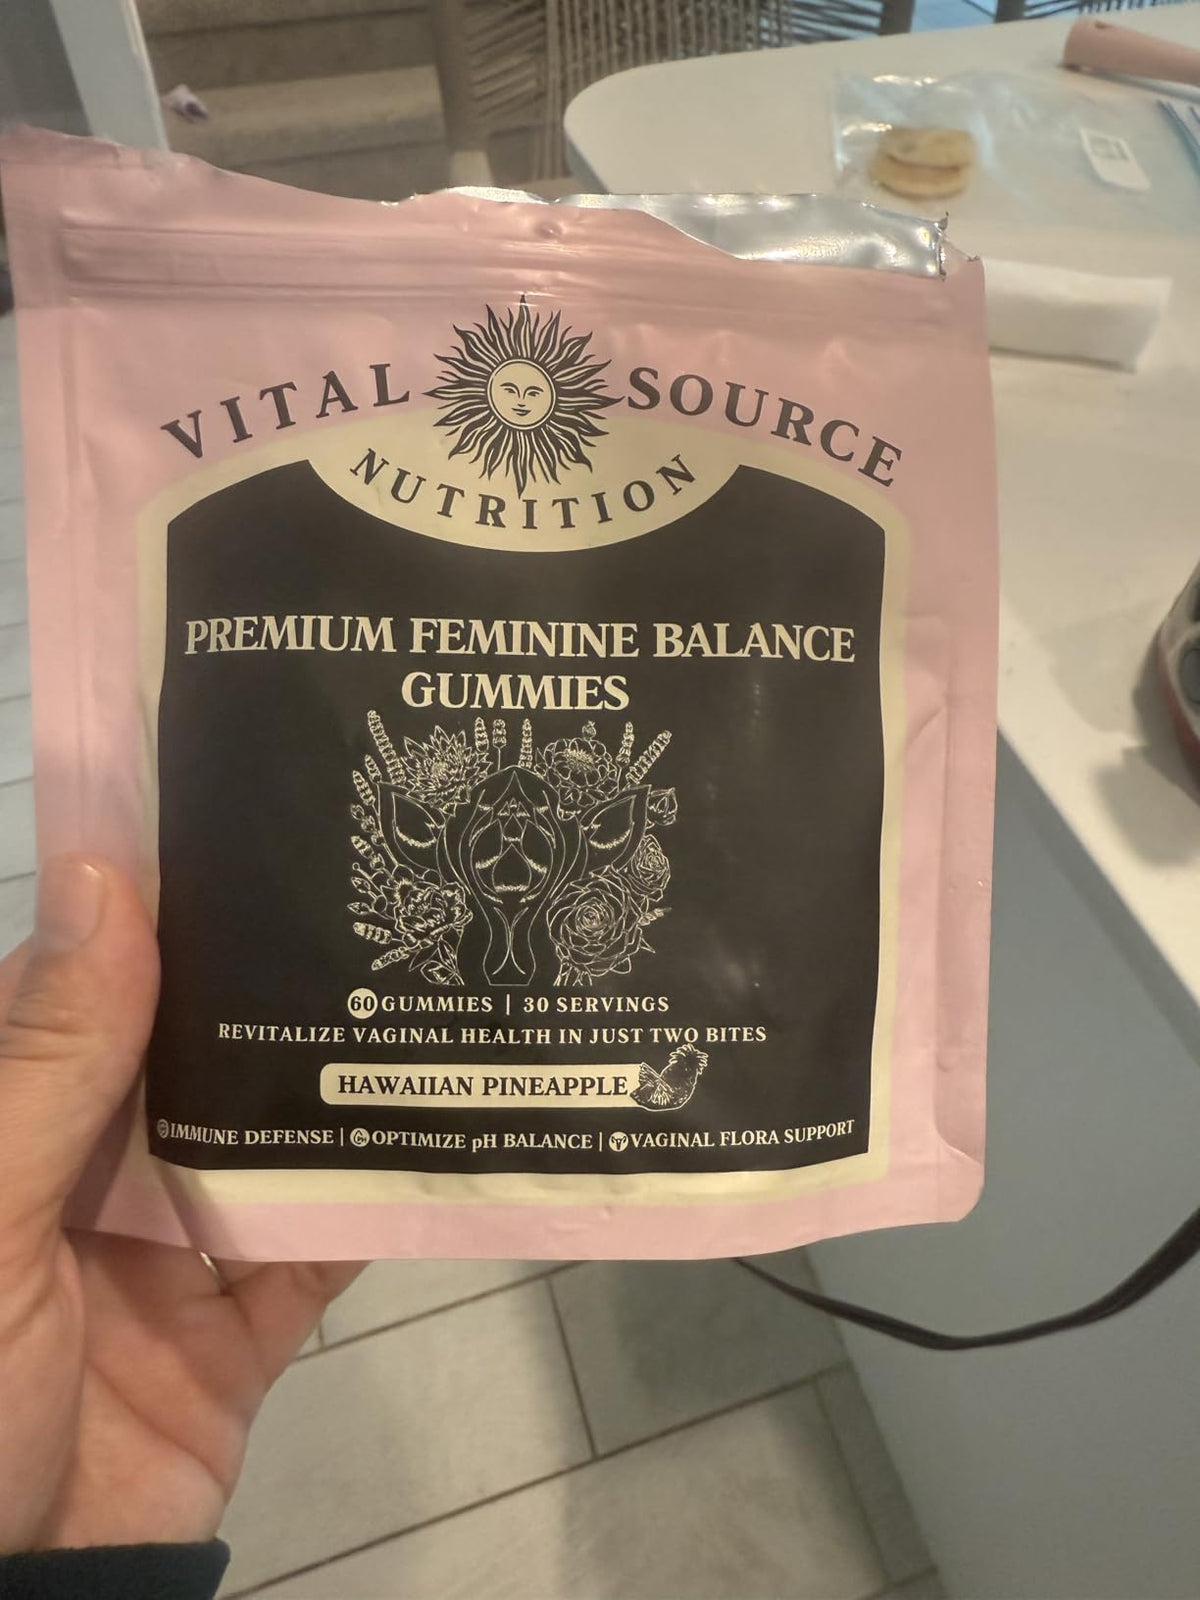 VITAL SOURCE
NUTRITION
PREMIUM FEMININE BALANCE
GUMMIES
60 GUMMIES | 30 SERVINGS
REVITALIZE VAGINAL HEALTH IN JUST TWO BITES
HAWAIIAN PINEAPPLE
IMMUNE DEFENSE | OPTIMIZE pH BALANCE | VAGINAL FLORA SUPPORT